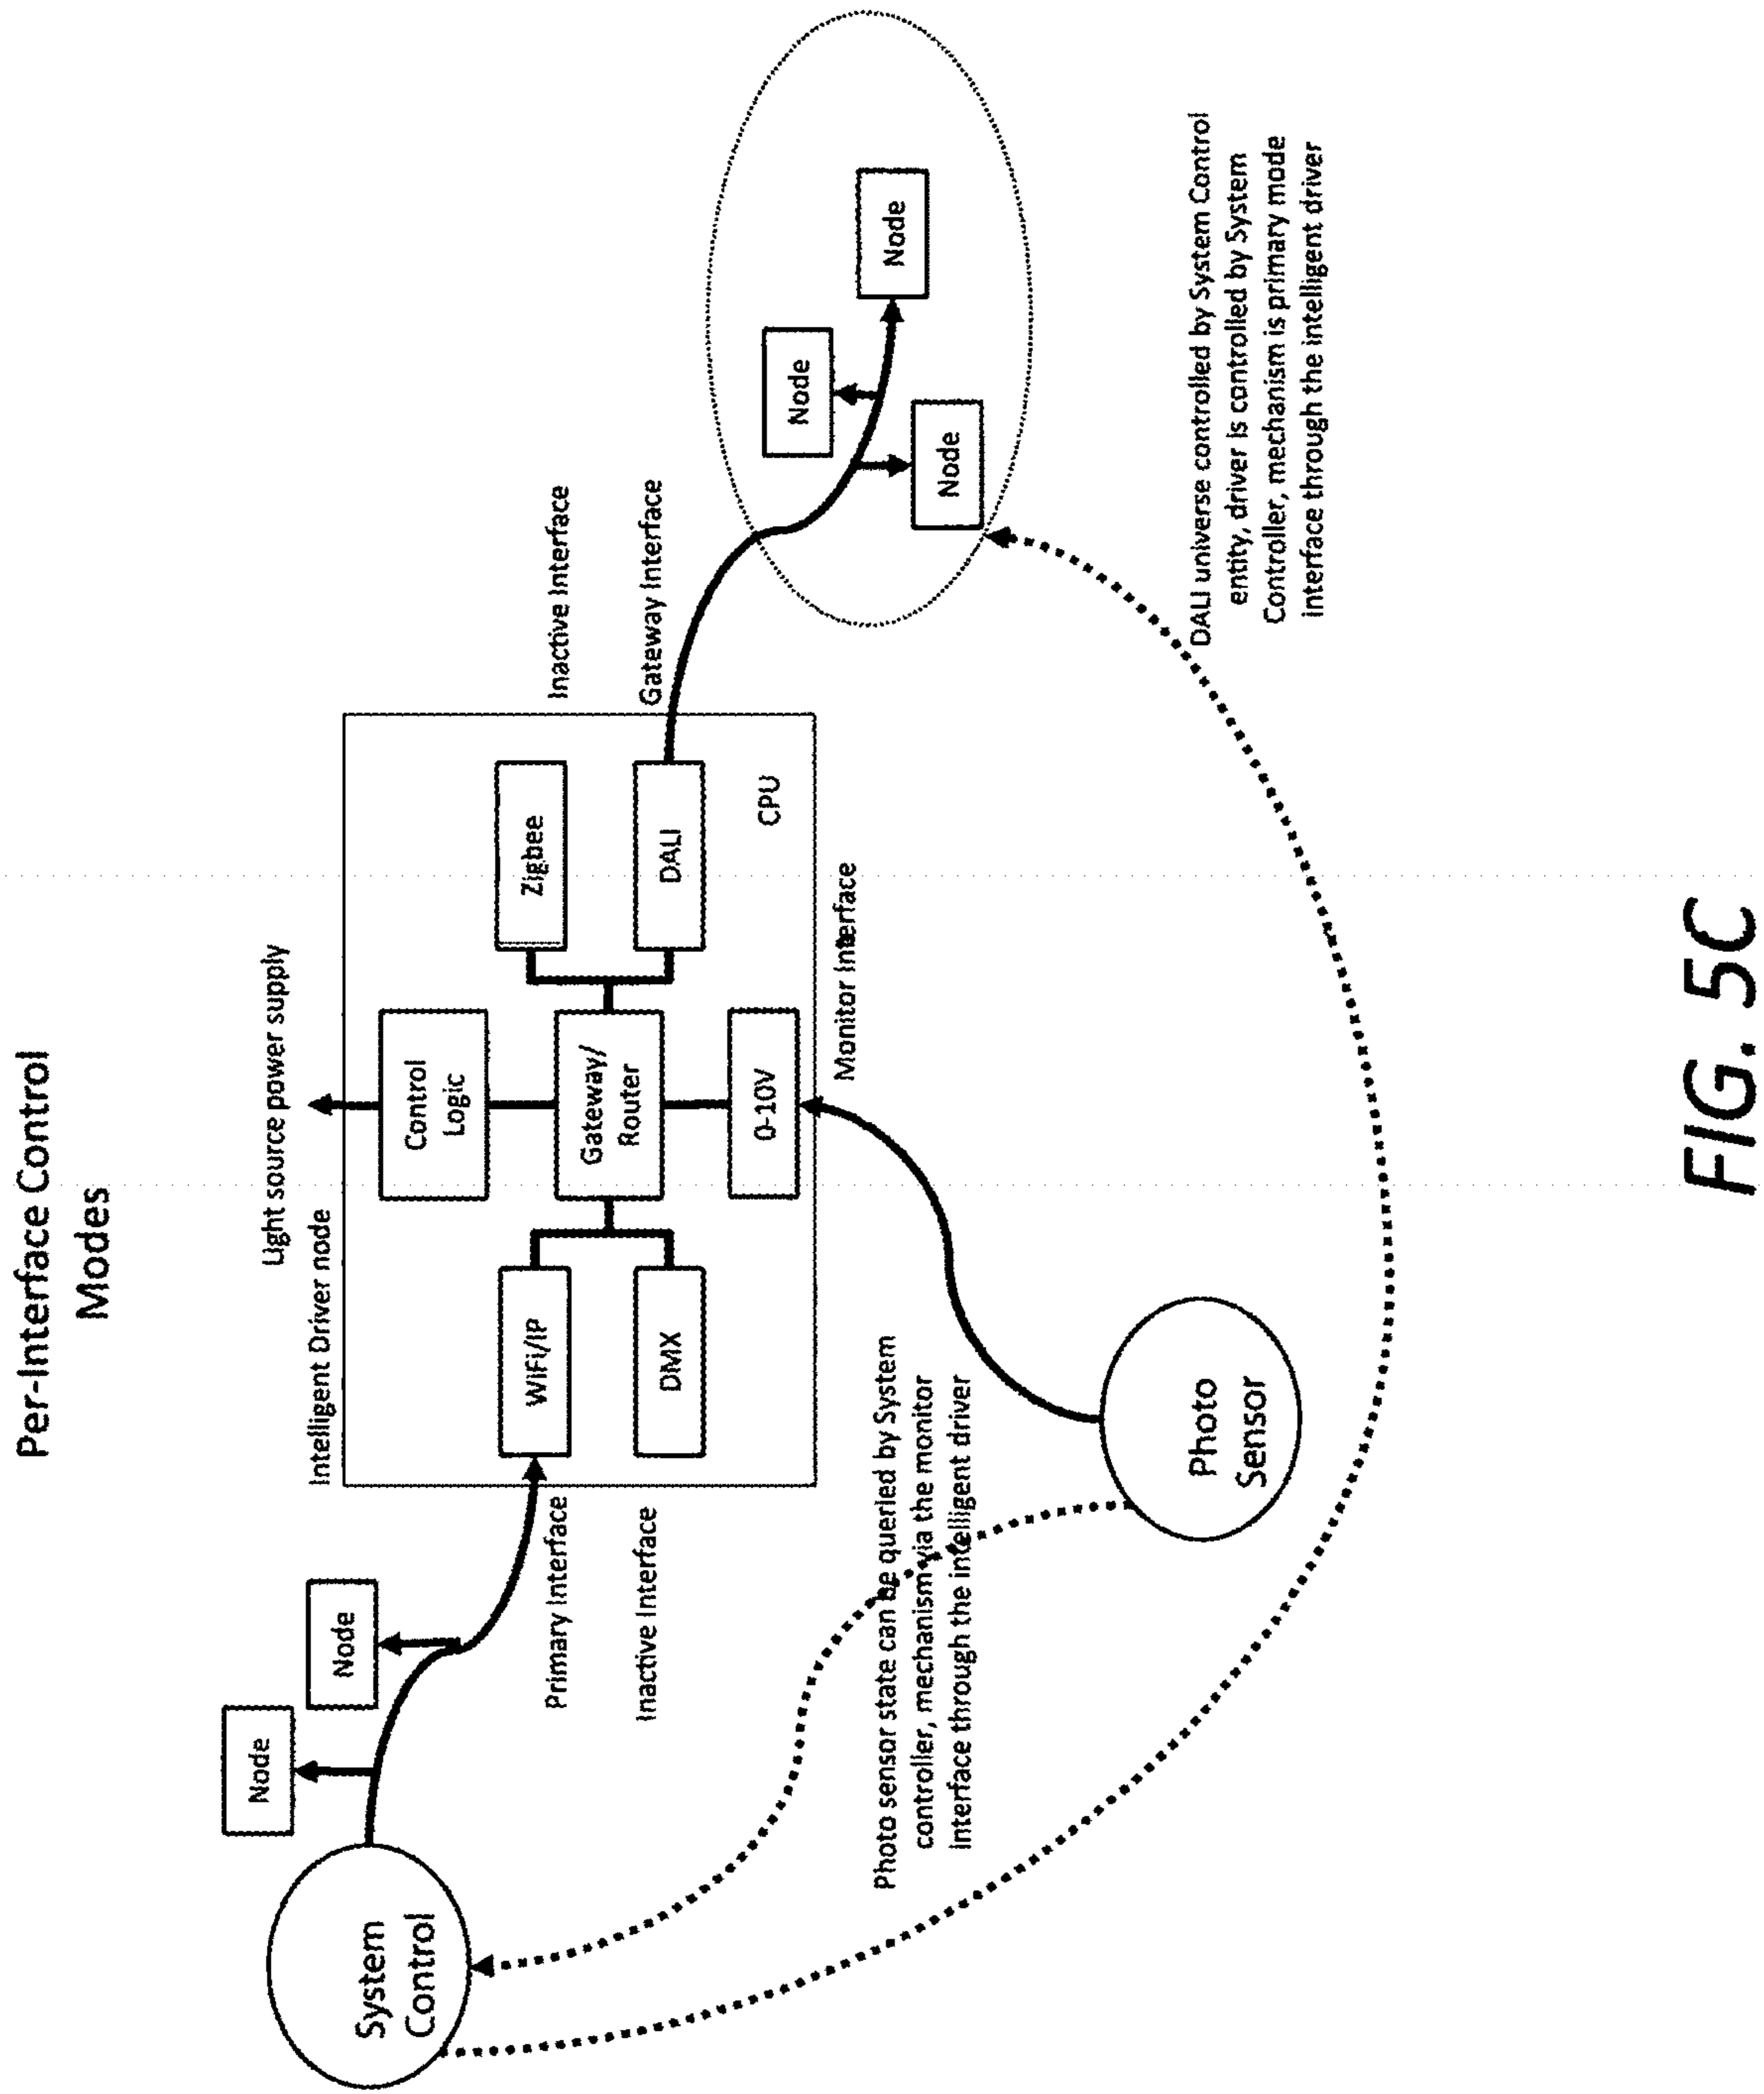 Per-Interface Control
Modes
Light source power supply
Intelligent Driver node
Node
Node
System
Control
Primary Interface
Inactive Interface
WiFi/IP
DMX
Control
Logic
Gateway/
Router
0-10V
Zigbee
DALI
CPU
Inactive Interface
Gateway Interface
Monitor Interface
Node
Node
Node
Photo sensor state can be queried by System
controller, mechanism via the monitor
interface through the intelligent driver
Photo
Sensor
DALI universe controlled by System Control
entity, driver is controlled by System
Controller, mechanism is primary mode
interface through the intelligent driver
FIG. 5C